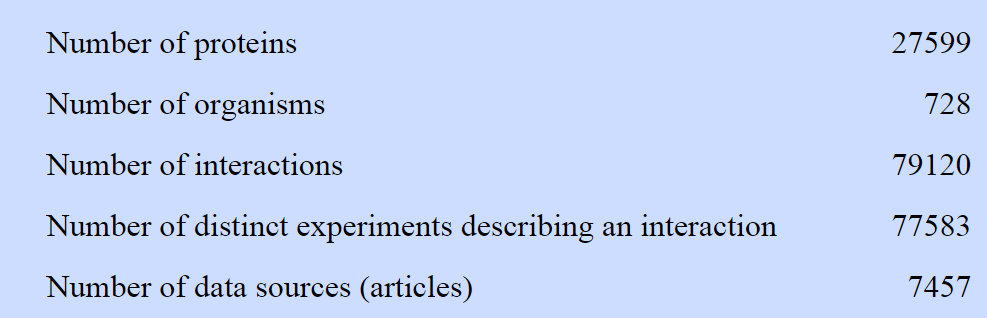 Number of proteins 27599
Number of organisms 728
Number of interactions 79120
Number of distinct experiments describing an interaction 77583
Number of data sources (articles) 7457